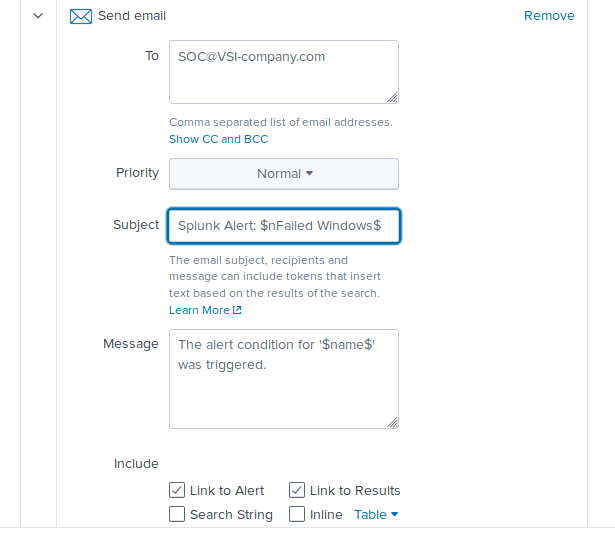 Send email
Remove
To
SOC@VSI-company.com
Comma separated list of email addresses.
Show CC and BCC
Priority
Normal
Subject
Splunk Alert: $nFailed Windows$
The email subject, recipients and
message can include tokens that insert
text based on the results of the search.
Learn More
Message
The alert condition for '$name$'
was triggered.
Include
Link to Alert
Link to Results
Search String
Inline Table